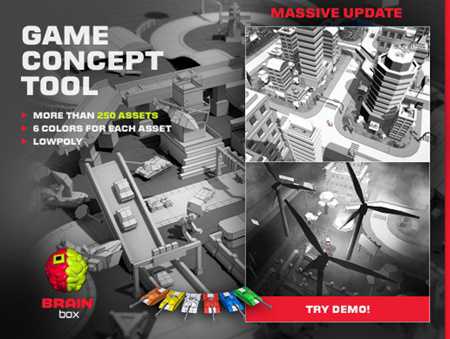 MASSIVE UPDATE
GAME
CONCEPT
TOOL
MORE THAN 250 ASSETS
6 COLORS FOR EACH ASSET
LOWPOLY
BRAIN
box
TRY DEMO!